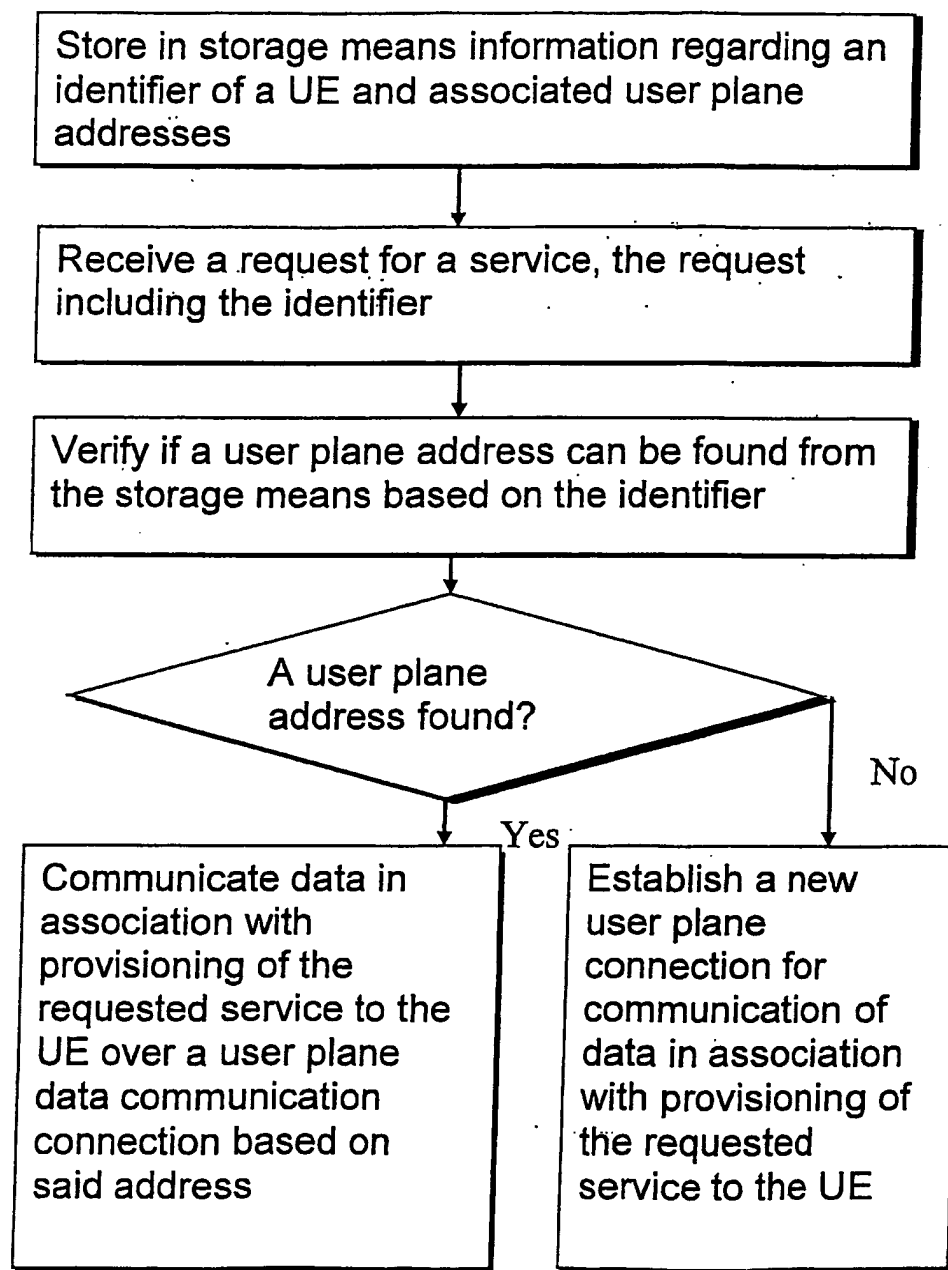 Store in storage means information regarding an
identifier of a UE and associated user plane
addresses
Receive a request for a service, the request
including the identifier
Verify if a user plane address can be found from
the storage means based on the identifier
A user plane
address found?
No
Yes
Communicate data in
association with
provisioning of the
requested service to the
UE over a user plane
data communication
connection based on
said address
Establish a new
user plane
connection for
communication of
data in association
with provisioning of
the requested
service to the UE